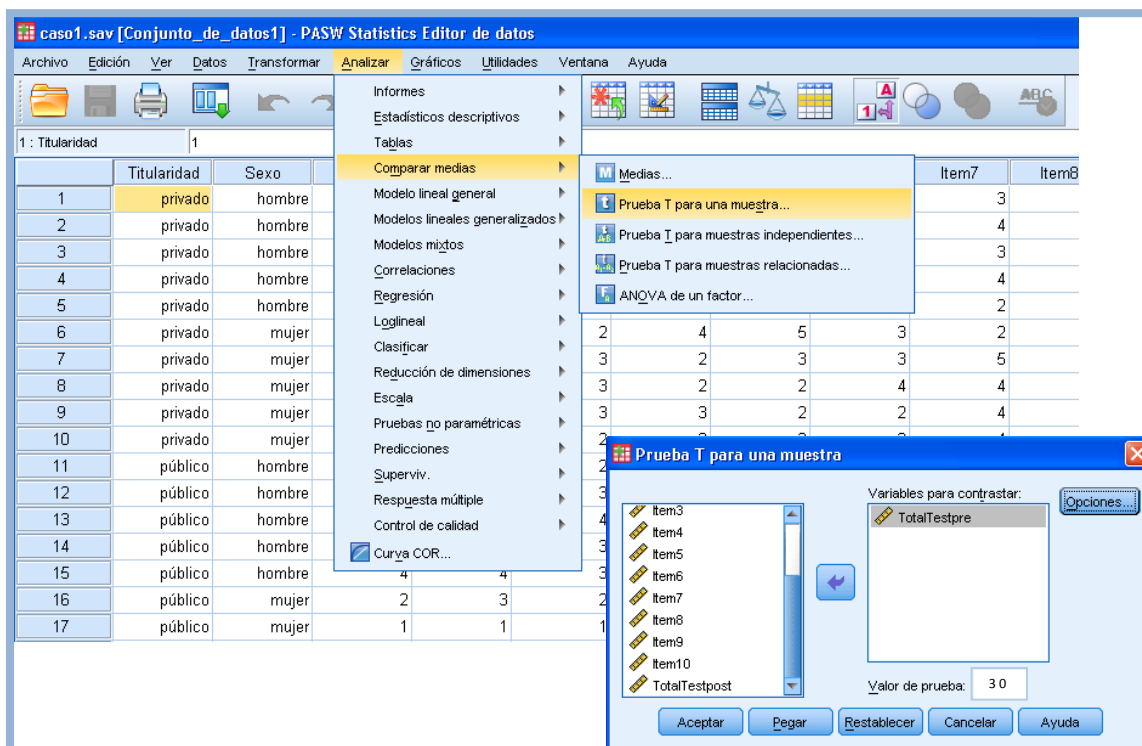 caso1.sav [Conjunto_de_datos1] - PASW Statistics Editor de datos
Archivo Edición Ver Datos Transformar Analizar Gráficos Utilidades Ventana Ayuda
1 : Titularidad 1
Titularidad Sexo Item7 Item8
1 privado hombre 3
2 privado hombre 4
3 privado hombre 3
4 privado hombre 4
5 privado hombre 2
6 privado mujer 2 4 5 3 2
7 privado mujer 3 2 3 3 5
8 privado mujer 3 2 2 4 4
9 privado mujer 3 3 2 2 4
10 privado mujer
11 público hombre
12 público hombre
13 público hombre
14 público hombre
15 público hombre 4 4
16 público mujer 2 3 2
17 público mujer 1 1 1
Informes
Estadísticos descriptivos
Tablas
Comparar medias
Modelo lineal general
Modelos lineales generalizados
Modelos mixtos
Correlaciones
Regresión
Loglineal
Clasificar
Reducción de dimensiones
Escala
Pruebas no paramétricas
Predicciones
Superviv.
Respuesta múltiple
Control de calidad
Curva COR...
M Medias...
t Prueba T para una muestra...
Prueba T para muestras independientes...
Prueba T para muestras relacionadas...
ANOVA de un factor...
Prueba T para una muestra
Variables para contrastar:
Opciones...
Item3
Item4
Item5
Item6
Item7
Item8
Item9
Item10
TotalTestpost
TotalTestpre
Valor de prueba: 30
Aceptar Pegar Restablecer Cancelar Ayuda